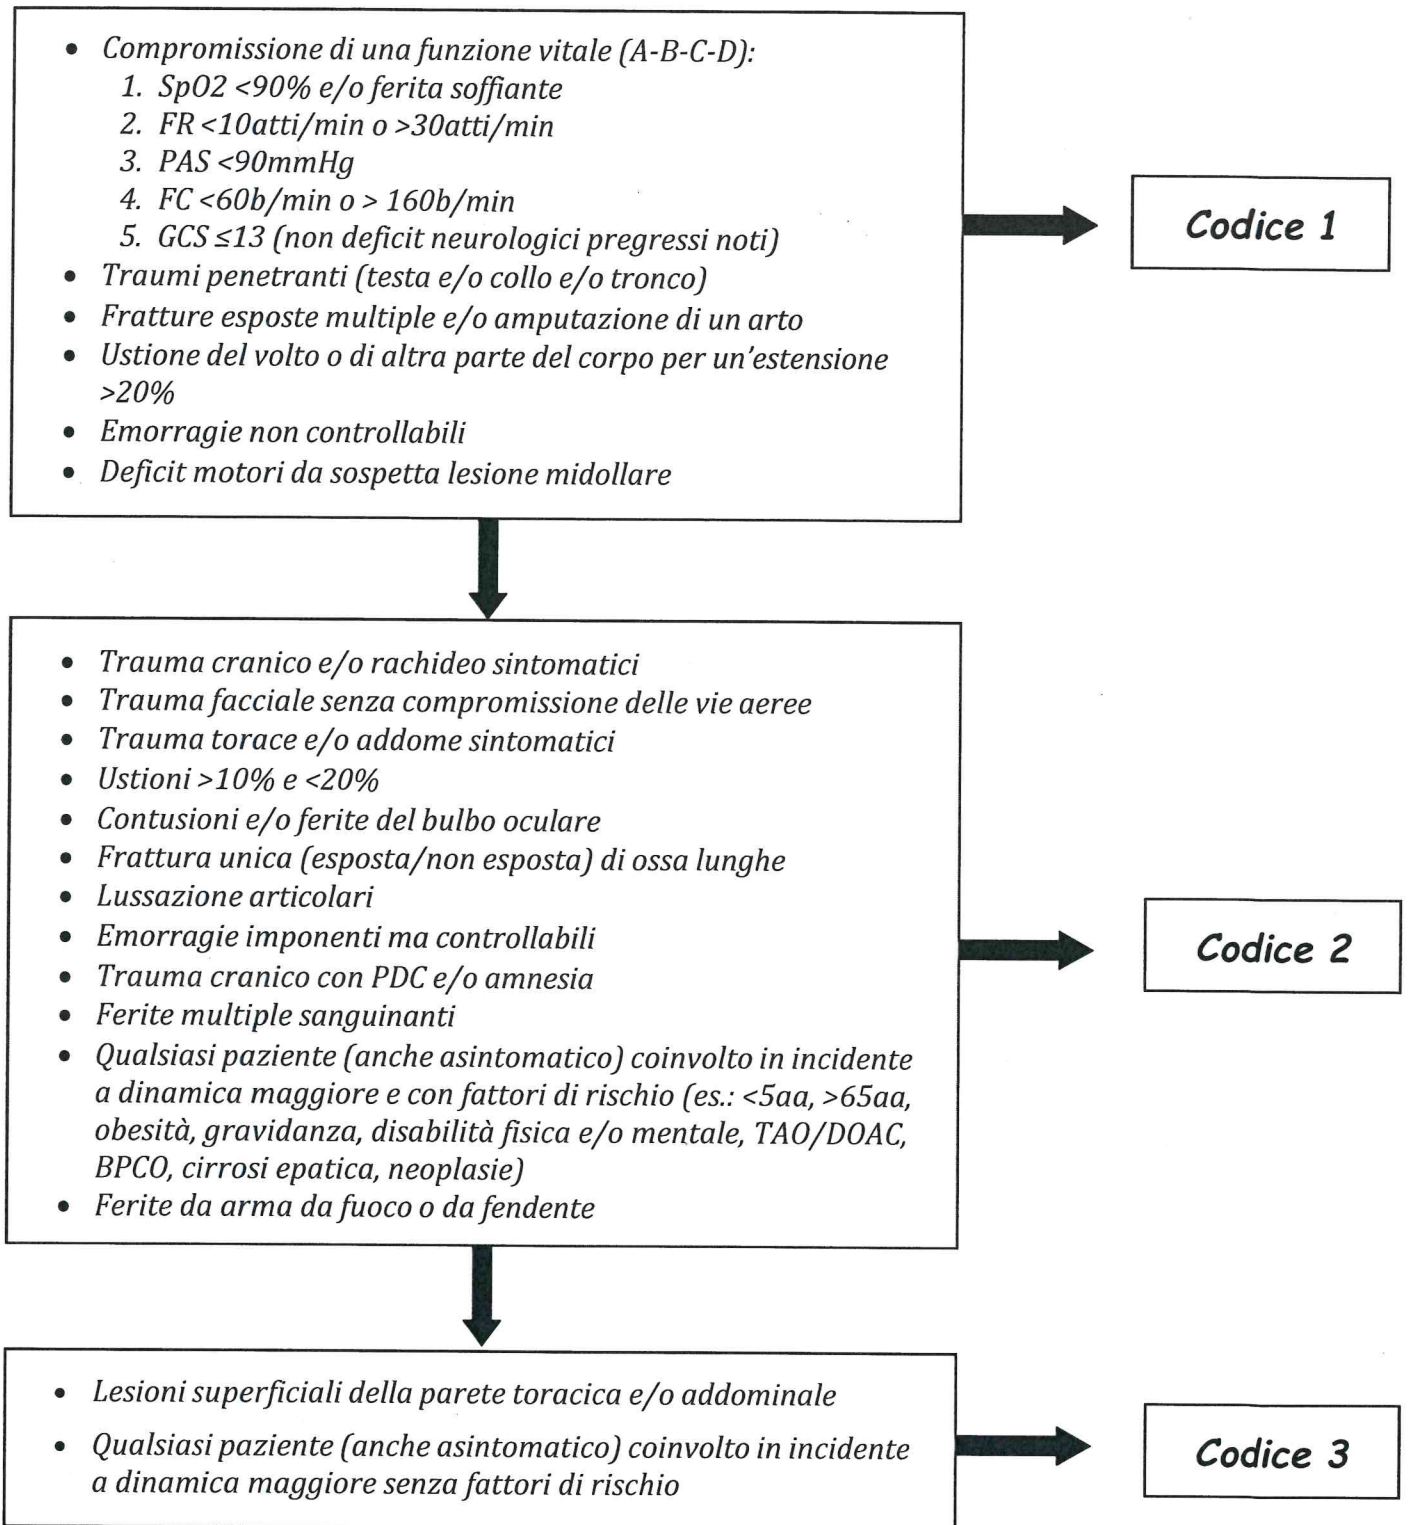 • Compromissione di una funzione vitale (A-B-C-D):
1. SpO2 <90% e/o ferita soffiante
2. FR <10atti/min o >30atti/min
3. PAS <90mmHg
4. FC <60b/min o > 160b/min
5. GCS ≤13 (non deficit neurologici pregressi noti)
• Traumi penetranti (testa e/o collo e/o tronco)
• Fratture esposte multiple e/o amputazione di un arto
• Ustione del volto o di altra parte del corpo per un'estensione
>20%
• Emorragie non controllabili
• Deficit motori da sospetta lesione midollare
Codice 1
• Trauma cranico e/o rachideo sintomatici
• Trauma facciale senza compromissione delle vie aeree
• Trauma torace e/o addome sintomatici
• Ustioni >10% e <20%
• Contusioni e/o ferite del bulbo oculare
• Frattura unica (esposta/non esposta) di ossa lunghe
• Lussazione articolari
• Emorragie imponenti ma controllabili
• Trauma cranico con PDC e/o amnesia
• Ferite multiple sanguinanti
• Qualsiasi paziente (anche asintomatico) coinvolto in incidente
a dinamica maggiore e con fattori di rischio (es.: <5aa, >65aa,
obesità, gravidanza, disabilità fisica e/o mentale, TAO/DOAC,
BPCO, cirrosi epatica, neoplasie)
• Ferite da arma da fuoco o da fendente
Codice 2
• Lesioni superficiali della parete toracica e/o addominale
• Qualsiasi paziente (anche asintomatico) coinvolto in incidente
a dinamica maggiore senza fattori di rischio
Codice 3